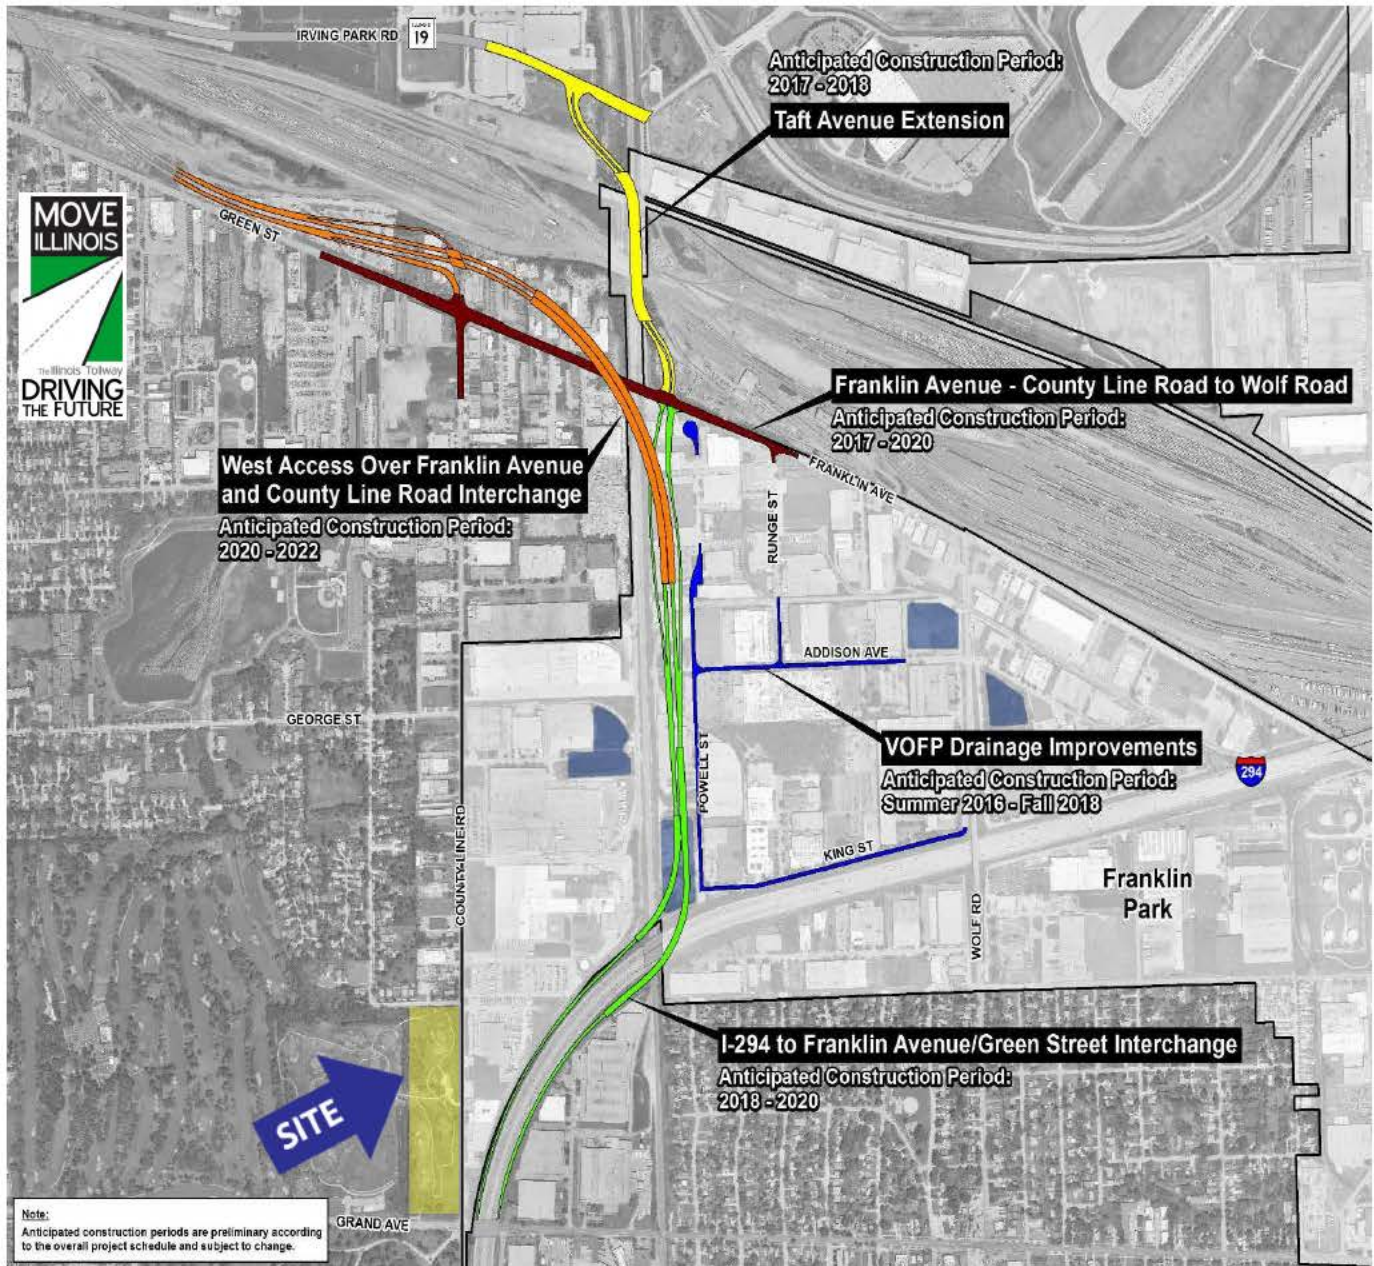 IRVING PARK RD
ILLINOIS
19
Anticipated Construction Period:
2017 - 2018
Taft Avenue Extension
MOVE
ILLINOIS
The Illinois Tollway
DRIVING
THE FUTURE
GREEN ST
Franklin Avenue - County Line Road to Wolf Road
Anticipated Construction Period:
2017 - 2020
West Access Over Franklin Avenue
and County Line Road Interchange
Anticipated Construction Period:
2020 - 2022
FRANKLIN AVE
RUNGE ST
ADDISON AVE
GEORGE ST
POWELL ST
VOFP Drainage Improvements
Anticipated Construction Period:
Summer 2016 - Fall 2018
294
COUNTY LINE RD
KING ST
Franklin
Park
WOLF RD
I-294 to Franklin Avenue/Green Street Interchange
Anticipated Construction Period:
2018 - 2020
SITE
GRAND AVE
Note:
Anticipated construction periods are preliminary according
to the overall project schedule and subject to change.